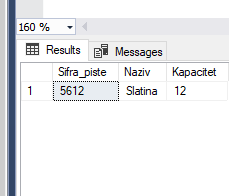 160 %
Results Messages
Sifra_piste Naziv Kapacitet
1 5612 Slatina 12